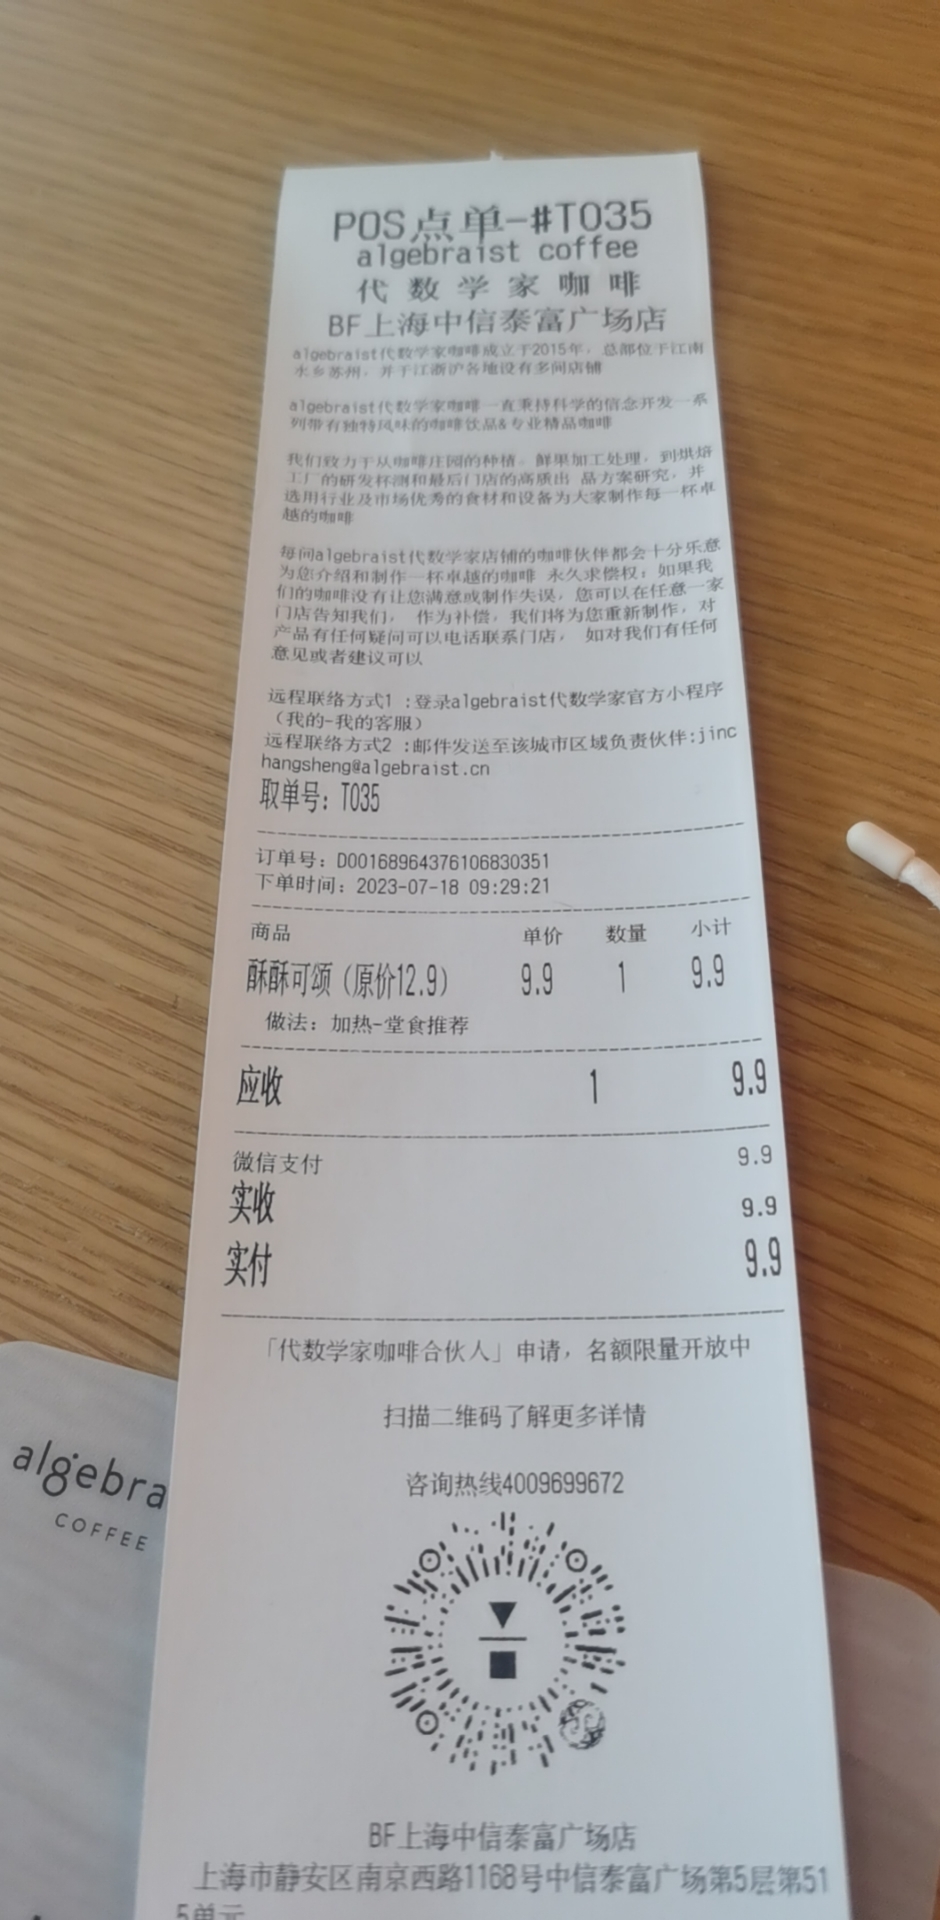 POS点单-#T035
algebraist coffee
代数学家咖啡
BF上海中信泰富广场店
algebraist代数学家咖啡成立于2015年，总部位于江南
水乡苏州，并于江浙沪各地设有多间店铺
algebraist代数学家咖啡一直秉持科学的信念开发一系
列带有独特风味的咖啡饮品&专业精品咖啡
我们致力于从咖啡庄园的种植。鲜果加工处理，到烘焙
工厂的研发杯测和最后门店的高质出 品方案研究，并
选用行业及市场优秀的食材和设备为大家制作每一杯卓
越的咖啡
每间algebraist代数学家店铺的咖啡伙伴都会十分乐意
为您介绍和制作一杯卓越的咖啡 永久求偿权：如果我
们的咖啡没有让您满意或制作失误，您可以在任意一家
门店告知我们， 作为补偿，我们将为您重新制作，对
产品有任何疑问可以电话联系门店， 如对我们有任何
意见或者建议可以
远程联络方式1 :登录algebraist代数学家官方小程序
（我的-我的客服）
远程联络方式2 :邮件发送至该城市区域负责伙伴:jinc
hangsheng@algebraist.cn
取单号：T035
订单号：D00168964376106830351
下单时间：2023-07-18 09:29:21
商品 单价 数量 小计
酥酥可颂（原价12.9） 9.9 1 9.9
做法：加热-堂食推荐
应收 1 9.9
微信支付 9.9
实收 9.9
实付 9.9
「代数学家咖啡合伙人」申请，名额限量开放中
扫描二维码了解更多详情
咨询热线4009699672
BF上海中信泰富广场店
上海市静安区南京西路1168号中信泰富广场第5层第51
5单元
algebra
COFFEE